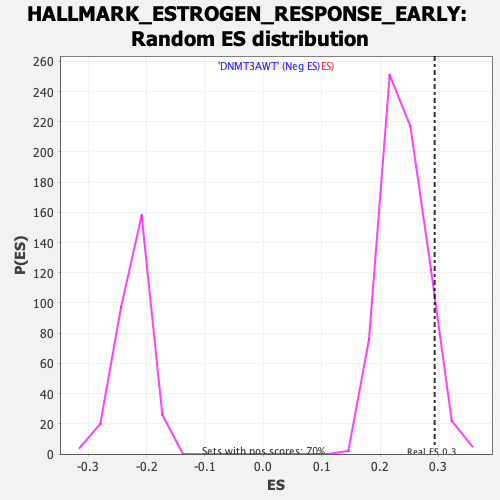 HALLMARK_ESTROGEN_RESPONSE_EARLY:
Random ES distribution
'DNMT3AWT' (Neg ES)ES)
260
240
220
200
180
160
140
120
100
80
60
40
20
0
P(ES)
Sets with pos scores: 70%
Real ES 0.3
-0.3 -0.2 -0.1 0.0 0.1 0.2 0.3
ES